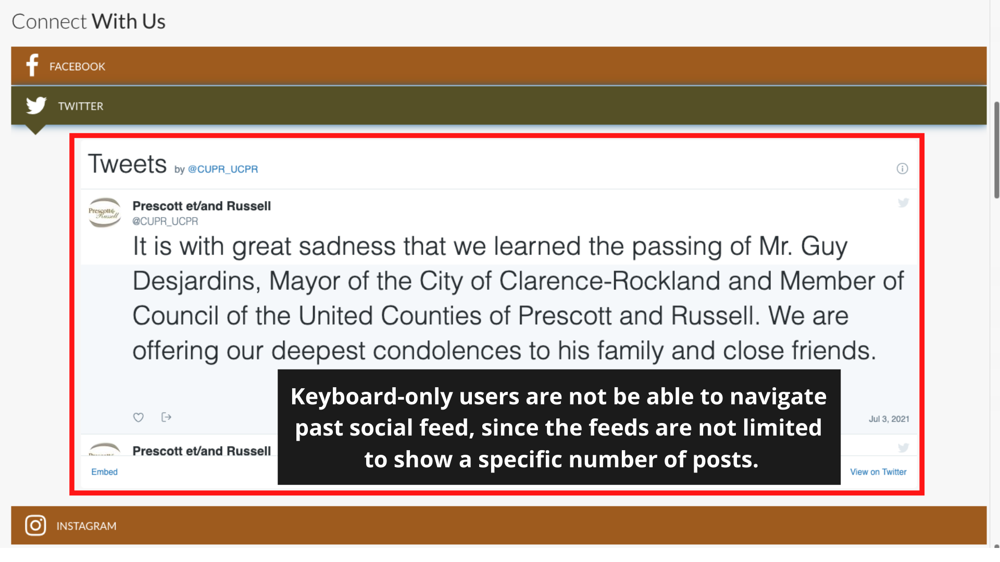 Connect With Us
FACEBOOK
TWITTER
Tweets by @CUPR_UCPR
Prescott et/and Russell
@CUPR_UCPR
Prescott &
Russell
It is with great sadness that we learned the passing of Mr. Guy
Desjardins, Mayor of the City of Clarence-Rockland and Member of
Council of the United Counties of Prescott and Russell. We are
offering our deepest condolences to his family and close friends.
Keyboard-only users are not be able to navigate
past social feed, since the feeds are not limited
to show a specific number of posts.
Jul 3, 2021
Prescott et/and Russell
Embed
View on Twitter
INSTAGRAM